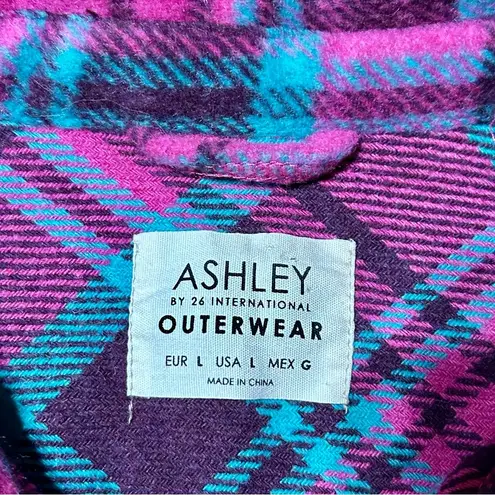 ASHLEY
BY 26 INTERNATIONAL
OUTERWEAR
EUR L USA L MEX G
MADE IN CHINA